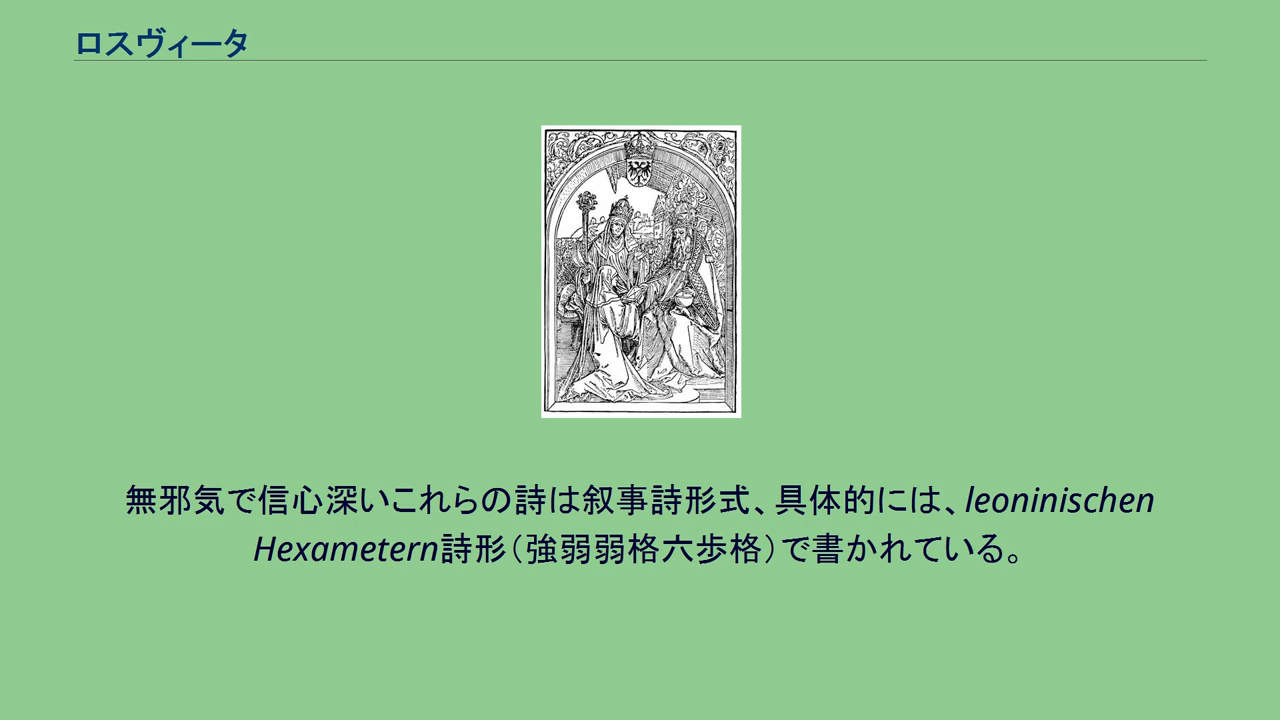 ロスヴィータ
無邪気で信心深いこれらの詩は叙事詩形式、具体的には、leoninischen
Hexametern詩形（強弱弱格六歩格）で書かれている。